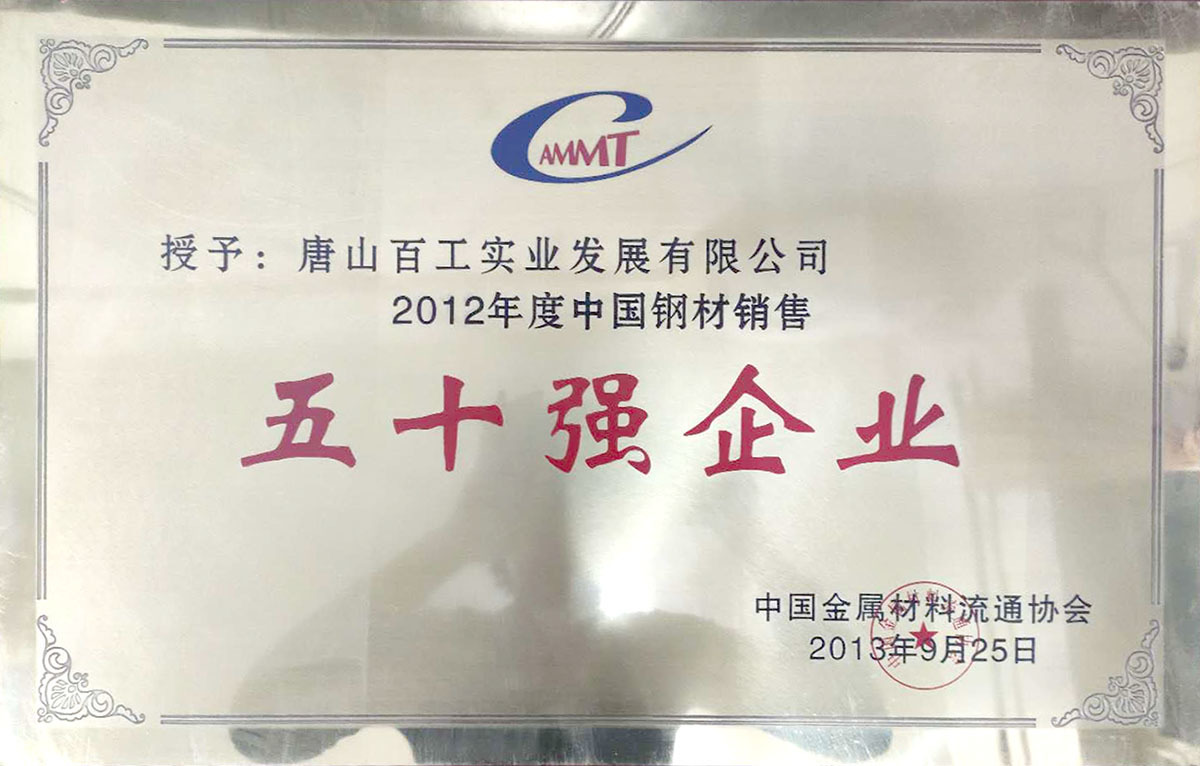 CAMMT
授予：唐山百工实业发展有限公司
2012年度中国钢材销售
五十强企业
中国金属材料流通协会
2013年9月25日